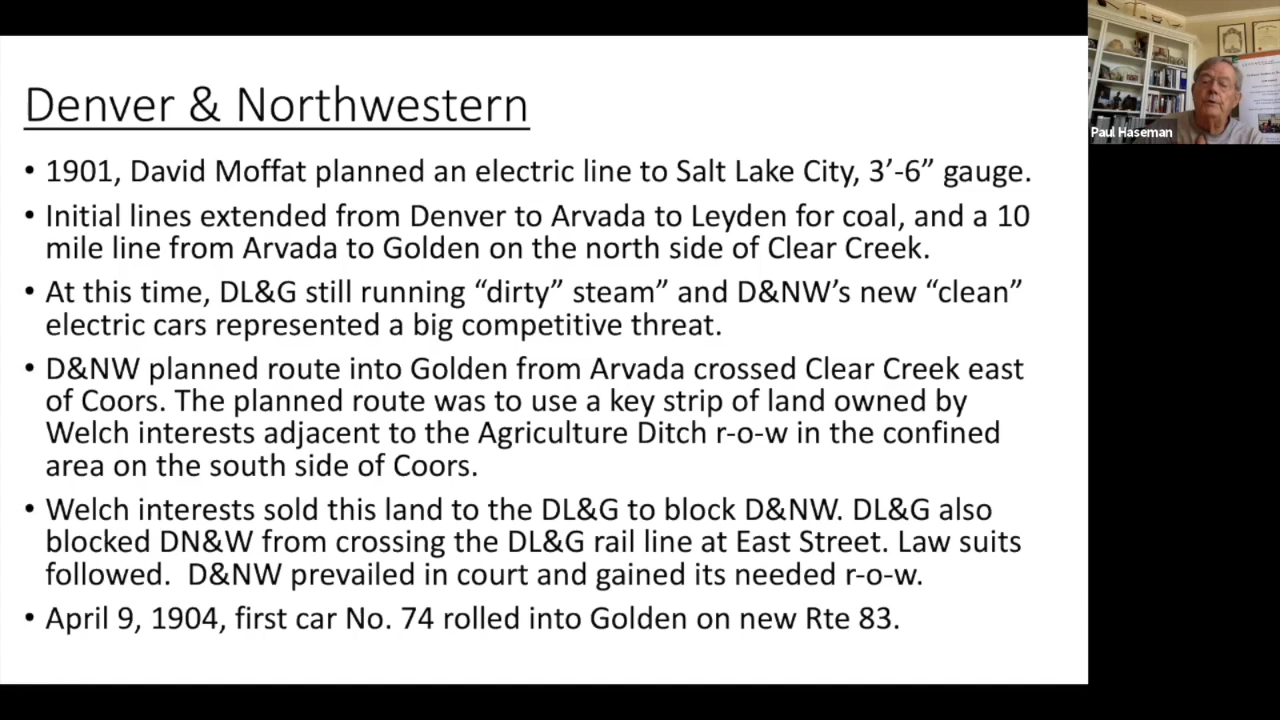 Denver & Northwestern
• 1901, David Moffat planned an electric line to Salt Lake City, 3’-6” gauge.
• Initial lines extended from Denver to Arvada to Leyden for coal, and a 10
mile line from Arvada to Golden on the north side of Clear Creek.
• At this time, DL&G still running “dirty” steam” and D&NW’s new “clean”
electric cars represented a big competitive threat.
• D&NW planned route into Golden from Arvada crossed Clear Creek east
of Coors. The planned route was to use a key strip of land owned by
Welch interests adjacent to the Agriculture Ditch r-o-w in the confined
area on the south side of Coors.
• Welch interests sold this land to the DL&G to block D&NW. DL&G also
blocked DN&W from crossing the DL&G rail line at East Street. Law suits
followed.  D&NW prevailed in court and gained its needed r-o-w.
• April 9, 1904, first car No. 74 rolled into Golden on new Rte 83.
Paul Haseman